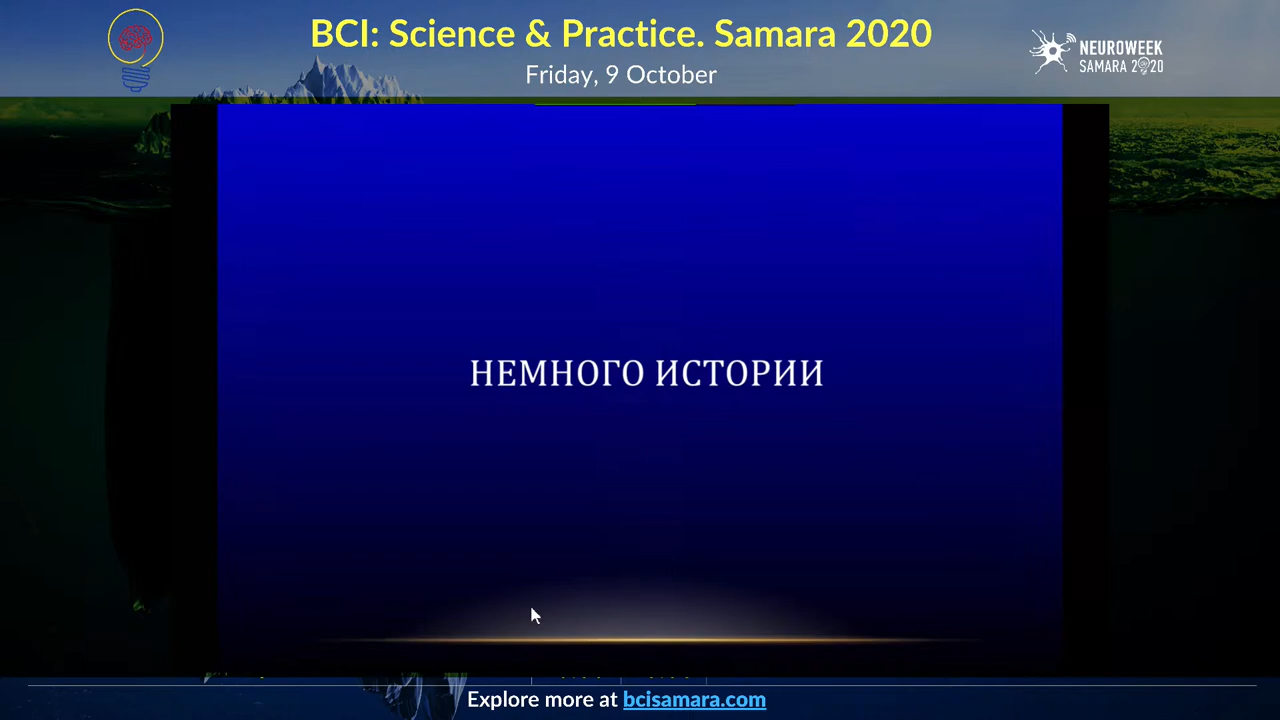 BCI: Science & Practice. Samara 2020
Friday, 9 October
NEUROWEEK
SAMARA 2020
НЕМНОГО ИСТОРИИ
Explore more at bcisamara.com